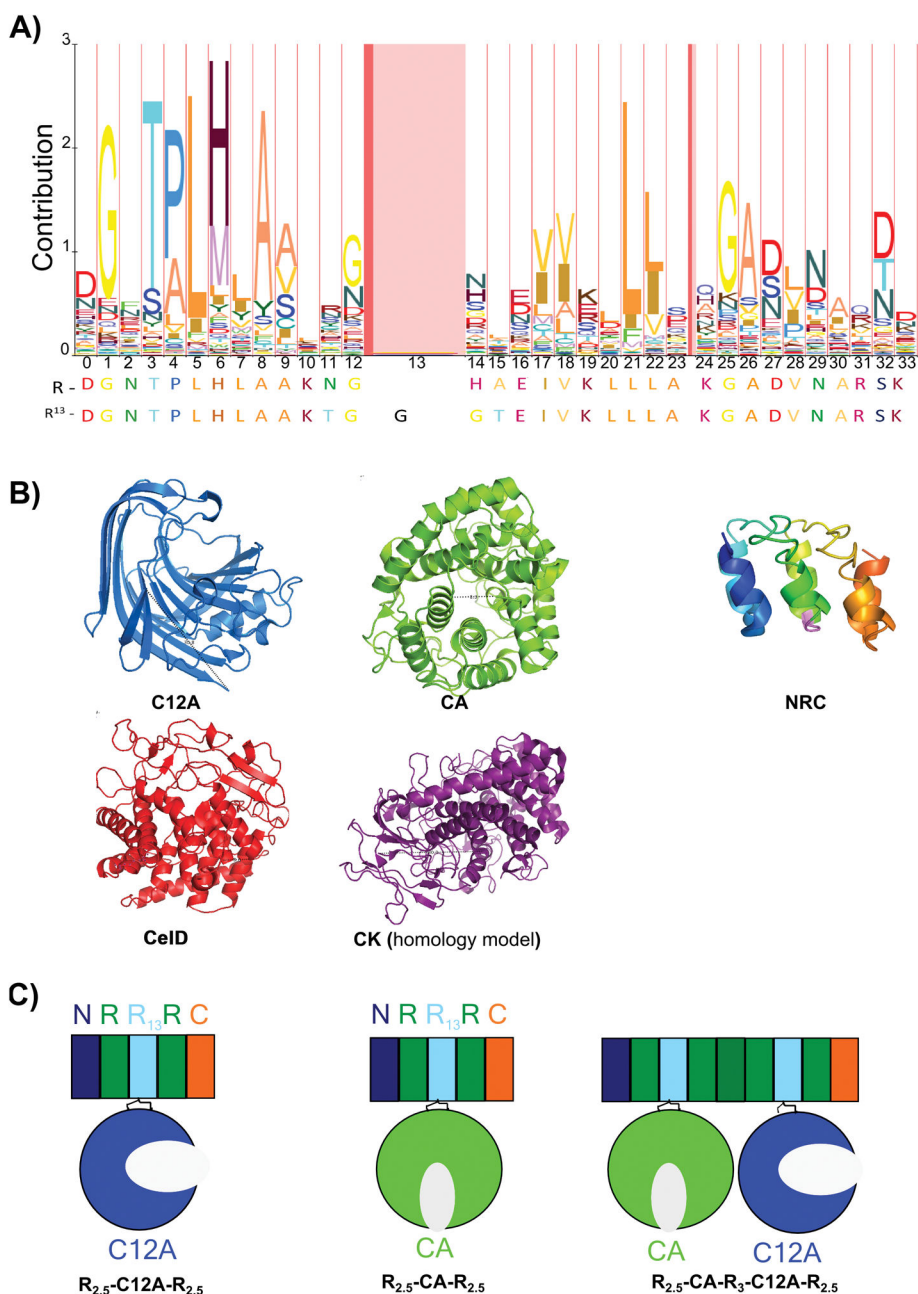 A)
3
2
1
0
Contribution
0 1 2 3 4 5 6 7 8 9 10 11 12 13 14 15 16 17 18 19 20 21 22 23 24 25 26 27 28 29 30 31 32 33
R - D G N T P L H L A A K N G H A E I V K L L L A K G A D V N A R S K
R13 - D G N T P L H L A A K T G G G T E I V K L L L A K G A D V N A R S K
B)
C12A
CA
NRC
CelD
CK (homology model)
C)
N R R13 R C
N R R13 R C
C12A
CA
CA
C12A
R2.5-C12A-R2.5
R2.5-CA-R2.5
R2.5-CA-R3-C12A-R2.5